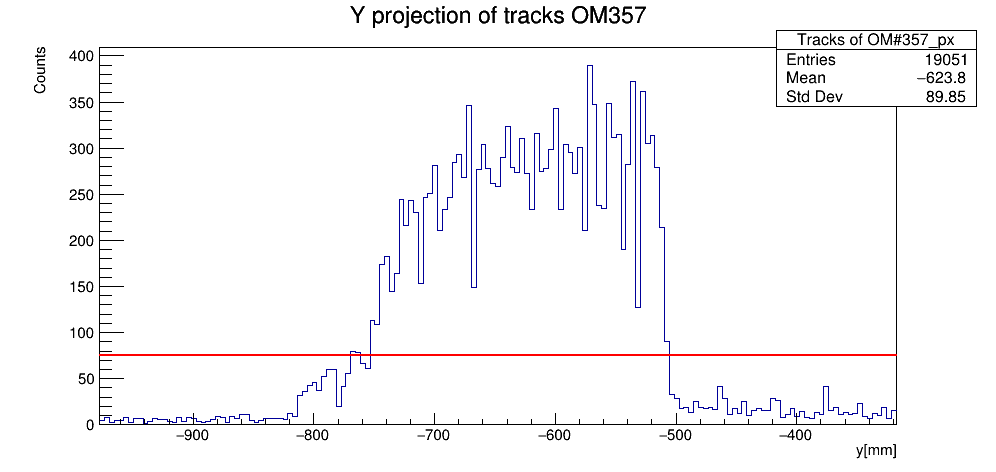 Y projection of tracks OM357
Tracks of OM#357_px
Entries 19051
Mean −623.8
Std Dev 89.85
Counts
400
350
300
250
200
150
100
50
0
−900 −800 −700 −600 −500 −400
y[mm]